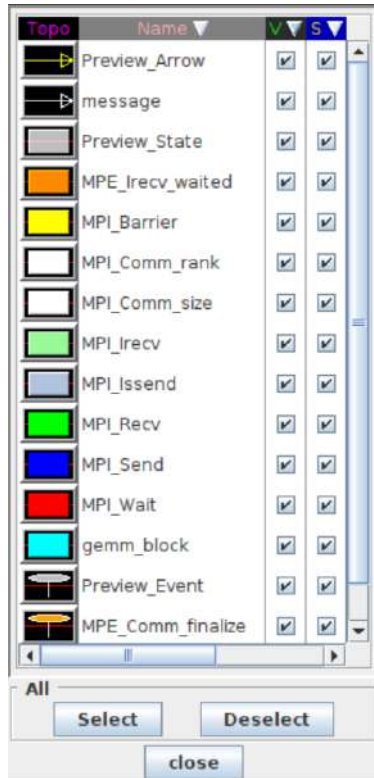 Topo Name V S
Preview_Arrow
message
Preview_State
MPE_Irecv_waited
MPI_Barrier
MPI_Comm_rank
MPI_Comm_size
MPI_Irecv
MPI_Issend
MPI_Recv
MPI_Send
MPI_Wait
gemm_block
Preview_Event
MPE_Comm_finalize
All
Select Deselect
close